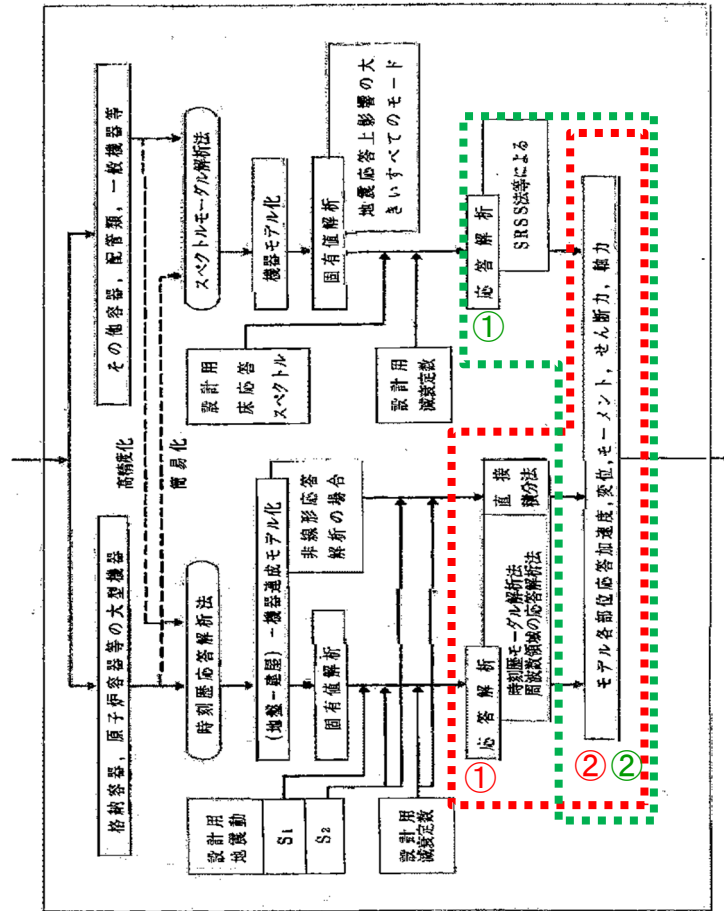 格納容器，原子炉容器等の大型機器
その他容器，配管類，一般機器等
高精度化
簡易化
時刻歴応答解析法
スペクトルモーダル解析法
(地盤－建屋)－機器連成モデル化
非線形応答
解析の場合
機器モデル化
固有値解析
固有値解析
地震応答上影響の大
きいすべてのモード
設計用
地震動
S1
S2
設計用
減衰定数
設計用
床応答
スペクトル
設計用
減衰定数
①
応答解析
時刻歴モーダル解析法
周波数領域の応答解析法
直接
積分法
①
応答解析
SRSS法等による
②
②
モデル各部位応答加速度,変位,モーメント,せん断力,軸力